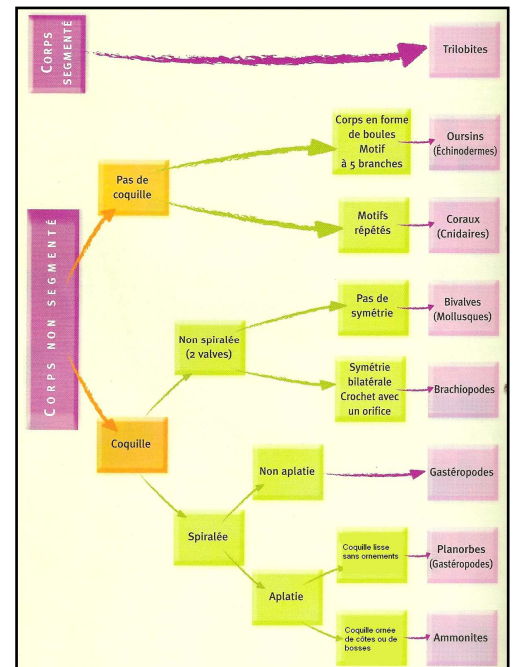 CORPS
SEGMENTÉ
Trilobites
Corps en forme
de boules
Motif
à 5 branches
Oursins
(Échinodermes)
Pas de
coquille
Motifs
répétés
Coraux
(Cnidaires)
CORPS NON SEGMENTÉ
Pas de
symétrie
Bivalves
(Mollusques)
Non spiralée
(2 valves)
Symétrie
bilatérale
Crochet avec
un orifice
Brachiopodes
Coquille
Non aplatie
Gastéropodes
Spiralée
Coquille lisse
sans ornements
Planorbes
(Gastéropodes)
Aplatie
Coquille ornée
de côtes ou de
bosses
Ammonites